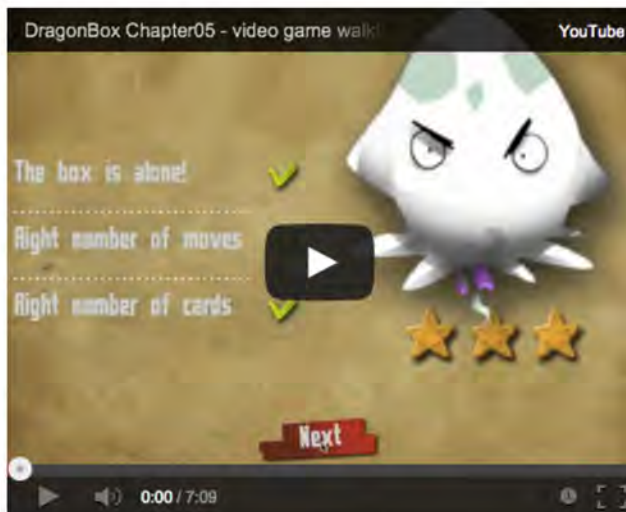 DragonBox Chapter05 - video game walk
YouTube
The box is alone!
Right number of moves
Right number of cards
Next
0:00 / 7:09